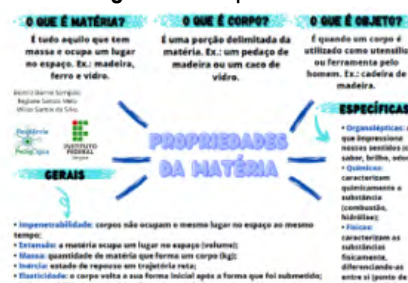 O QUE É MATÉRIA?
É tudo aquilo que tem
massa e ocupa um lugar
no espaço. Ex.: madeira,
ferro e vidro.
O QUE É CORPO?
É uma porção delimitada da
matéria. Ex.: um pedaço de
madeira ou um caco de
vidro.
O QUE É OBJETO?
É quando um corpo é
utilizado como utensílio
ou ferramenta pelo
homem. Ex.: cadeira de
madeira.
Residência
Pedagógica
INSTITUTO
FEDERAL
PROPRIEDADES
DA MATÉRIA
ESPECÍFICAS
• Organolépticas:
que impressiona
nossos sentidos
sabor, brilho,
• Químicas:
caracterizam
quimicamente a
substância
(combustão,
hidrólise);
• Físicas:
caracterizam as
substâncias
fisicamente,
diferenciando-as
entre si (ponto de
GERAIS
• Impenetrabilidade: corpos não ocupam o mesmo lugar no espaço ao mesmo
tempo;
• Extensão: a matéria ocupa um lugar no espaço (volume);
• Massa: quantidade de matéria que forma um corpo (kg);
• Inércia: estado de repouso em trajetória reta;
• Elasticidade: o corpo volta a sua forma inicial após a forma que foi submetido;